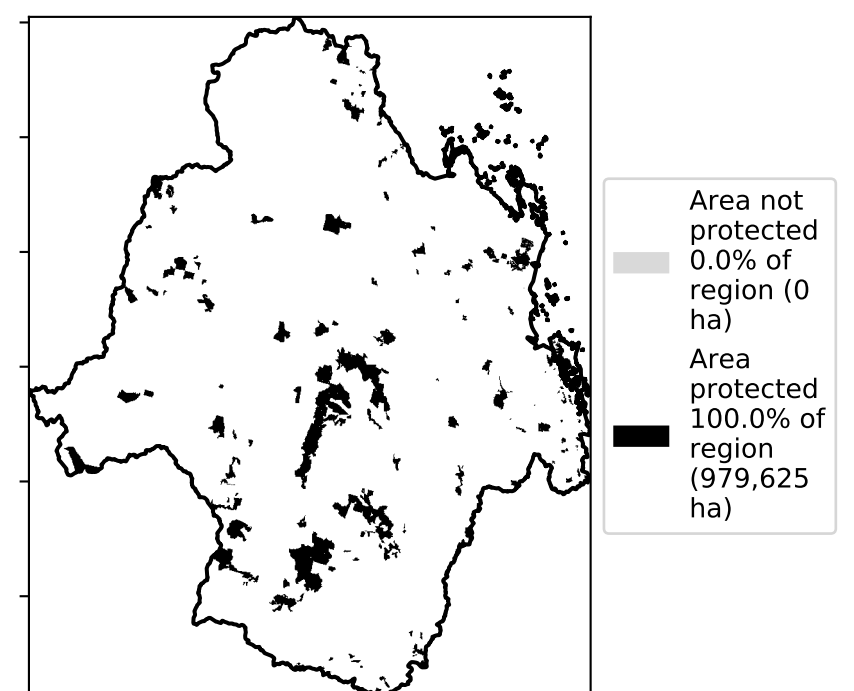 Area not
protected
0.0% of
region (0
ha)
Area
protected
100.0% of
region
(979,625
ha)